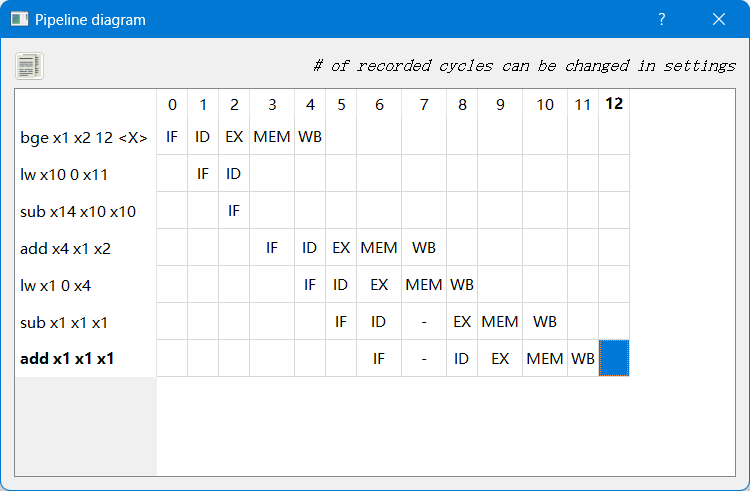 Pipeline diagram ?
# of recorded cycles can be changed in settings
0 1 2 3 4 5 6 7 8 9 10 11 12
bge x1 x2 12 <X> IF ID EX MEM WB
lw x10 0 x11 IF ID
sub x14 x10 x10 IF
add x4 x1 x2 IF ID EX MEM WB
lw x1 0 x4 IF ID EX MEM WB
sub x1 x1 x1 IF ID - EX MEM WB
add x1 x1 x1 IF - ID EX MEM WB